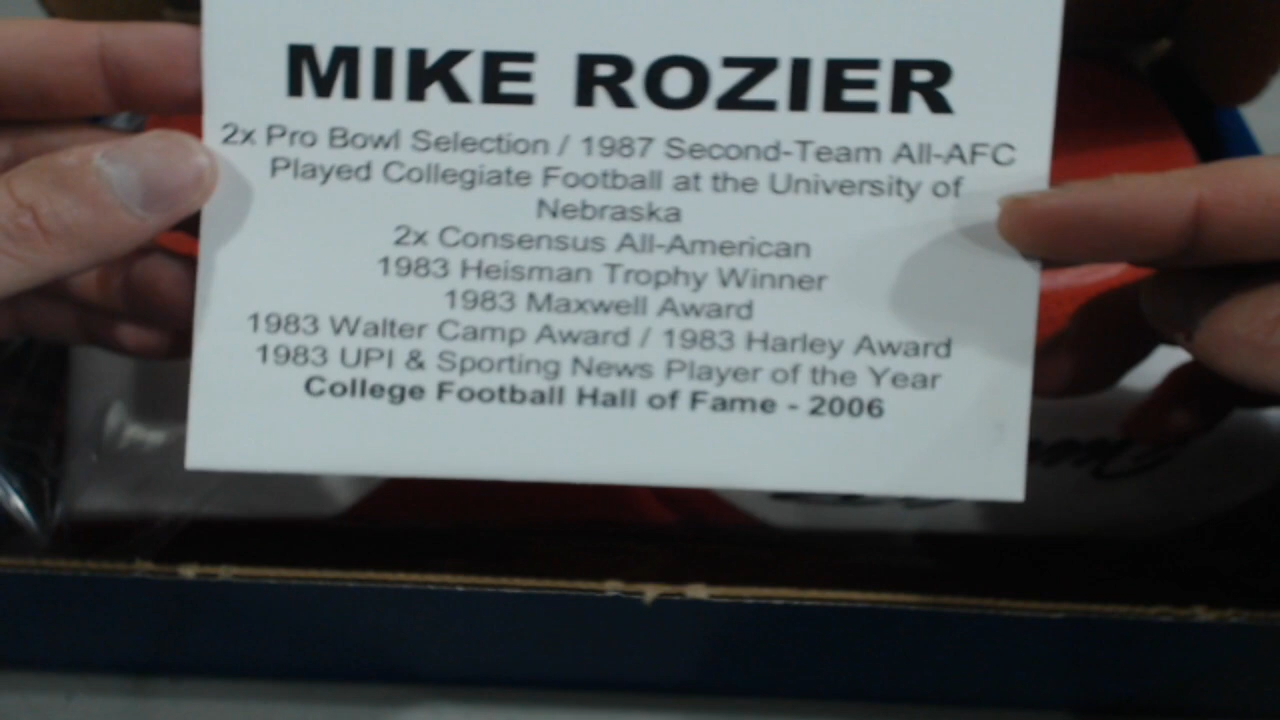 MIKE ROZIER
2x Pro Bowl Selection / 1987 Second-Team All-AFC
Played Collegiate Football at the University of
Nebraska
2x Consensus All-American
1983 Heisman Trophy Winner
1983 Maxwell Award
1983 Walter Camp Award / 1983 Harley Award
1983 UPI & Sporting News Player of the Year
College Football Hall of Fame - 2006